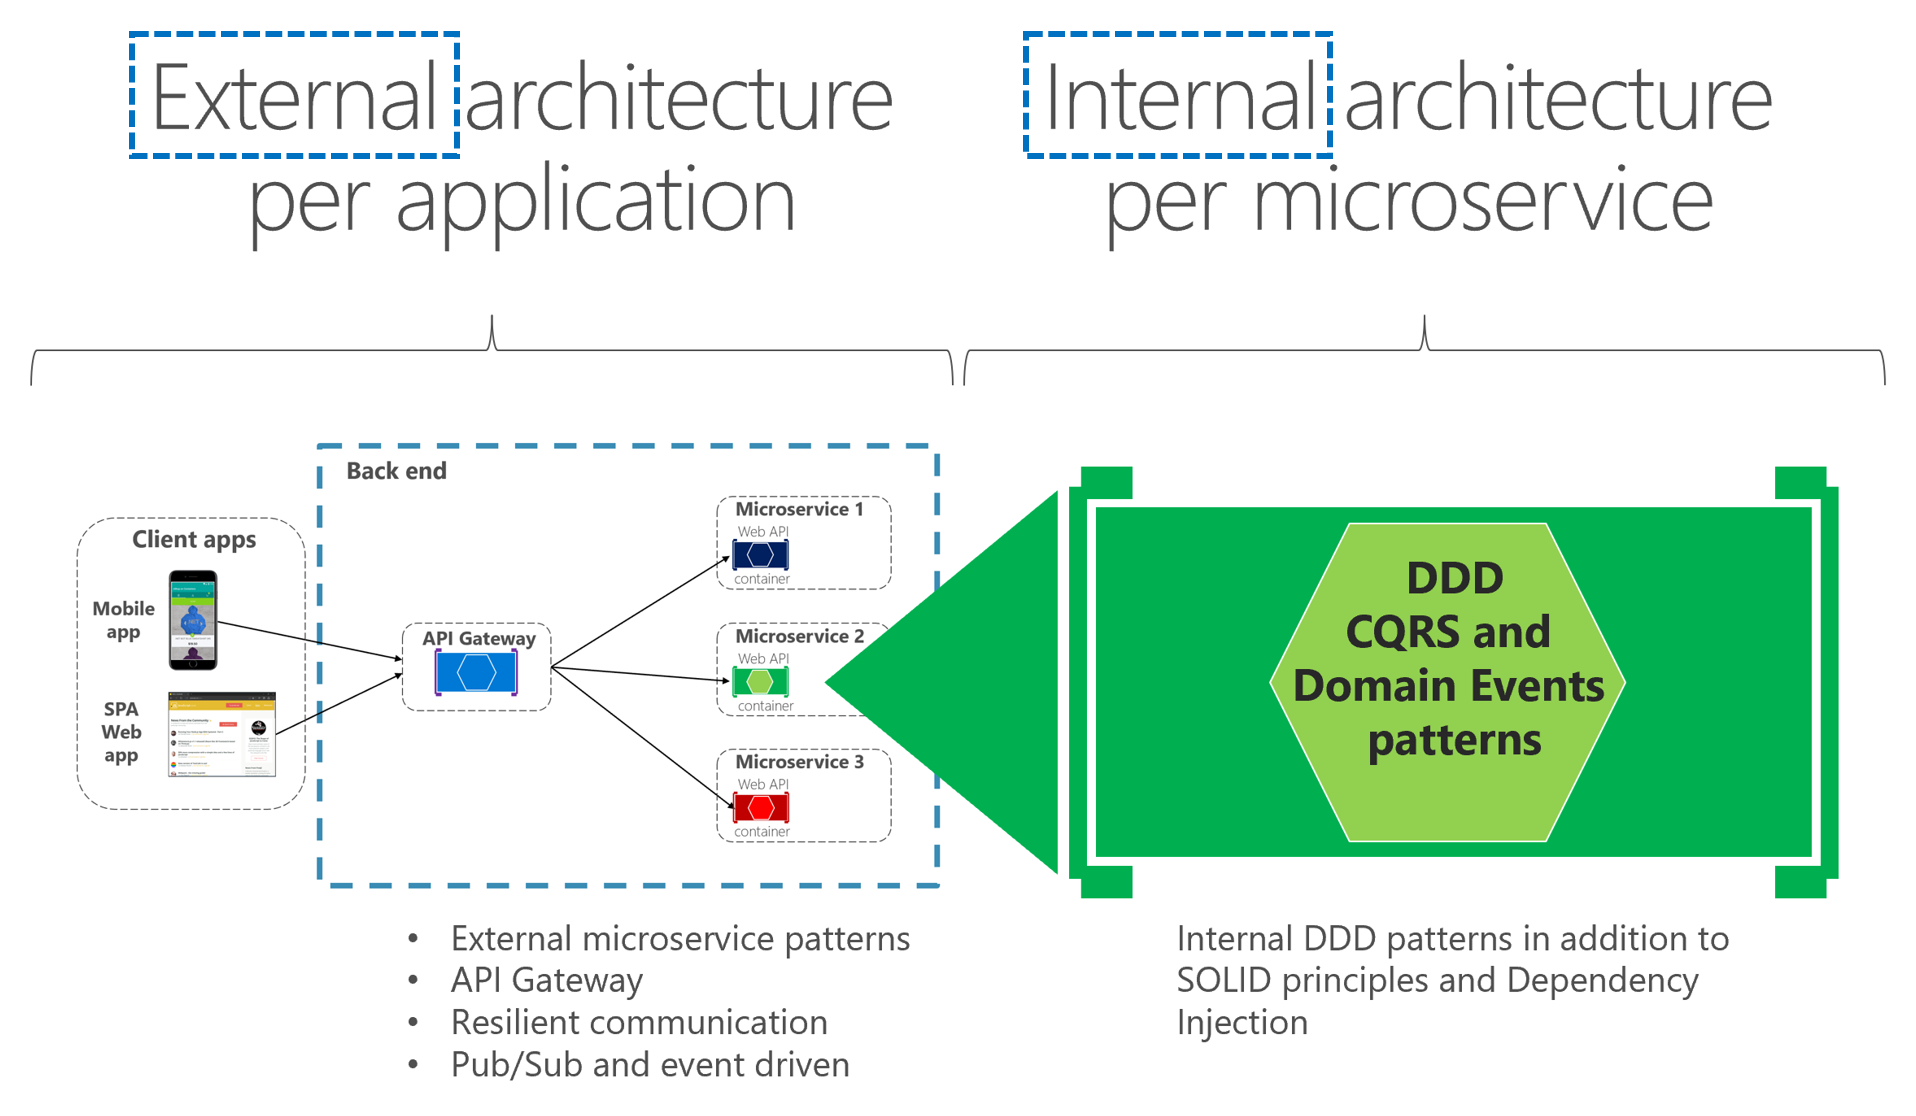 External architecture
per application
Internal architecture
per microservice
Back end
Client apps
Mobile
app
SPA
Web
app
API Gateway
Microservice 1
Web API
container
Microservice 2
Web API
container
Microservice 3
Web API
container
DDD
CQRS and
Domain Events
patterns
• External microservice patterns
• API Gateway
• Resilient communication
• Pub/Sub and event driven
Internal DDD patterns in addition to
SOLID principles and Dependency
Injection